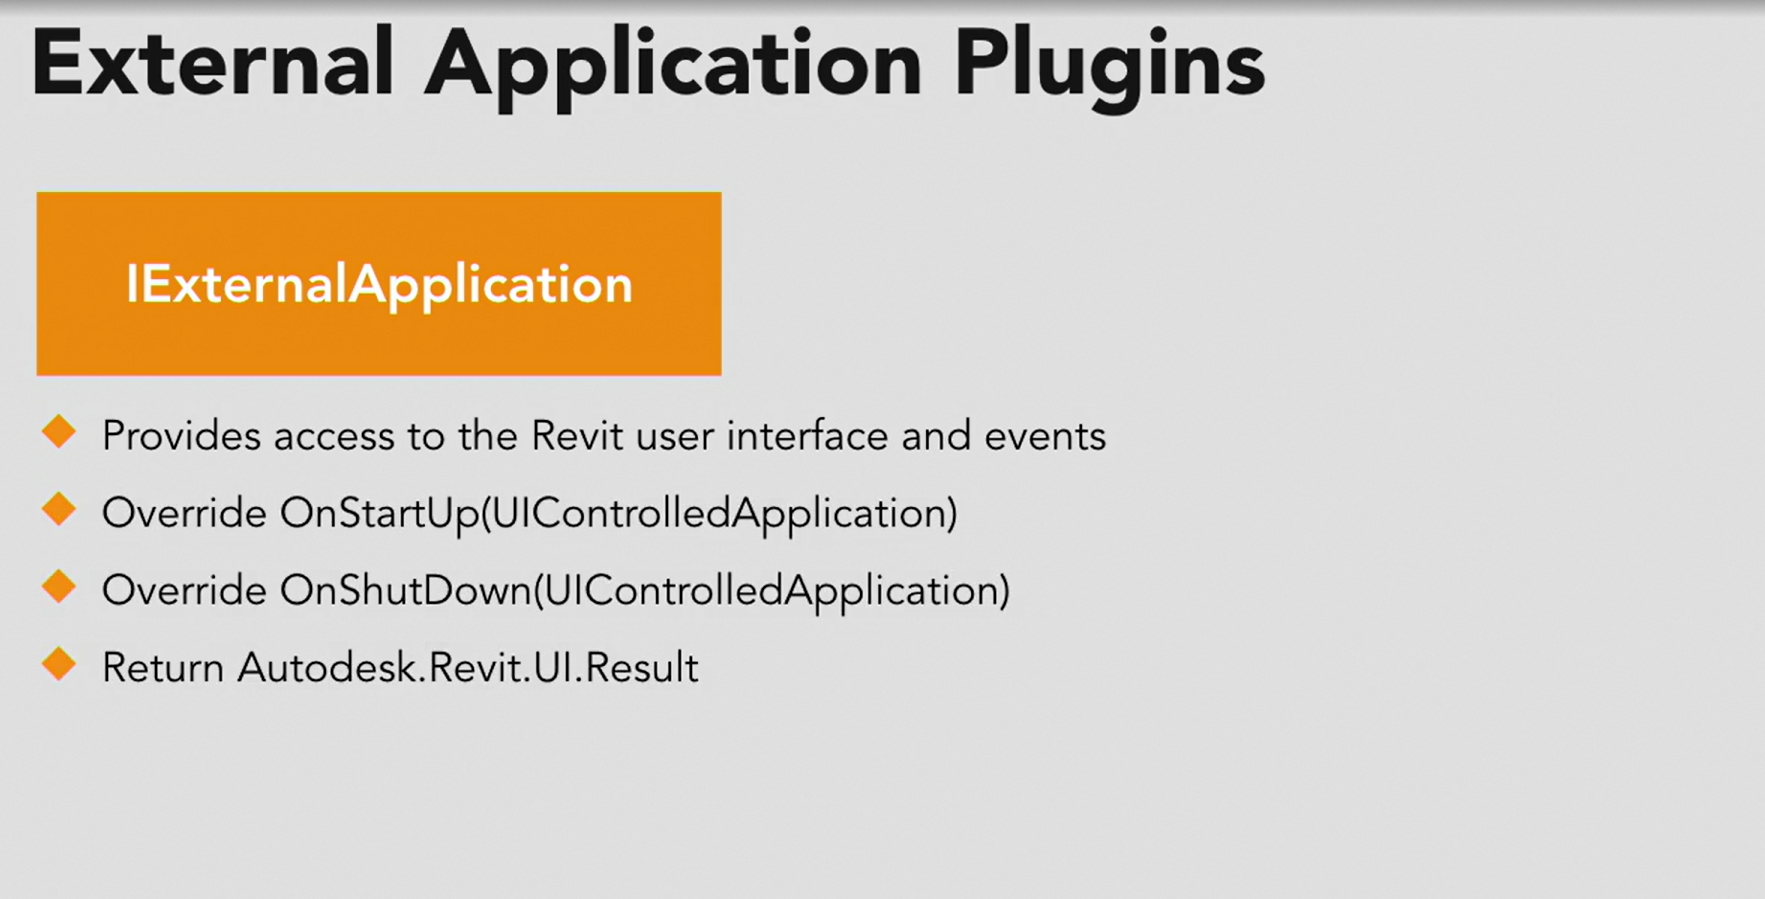 External Application Plugins
IExternalApplication
Provides access to the Revit user interface and events
Override OnStartUp(UIControlledApplication)
Override OnShutDown(UIControlledApplication)
Return Autodesk.Revit.UI.Result